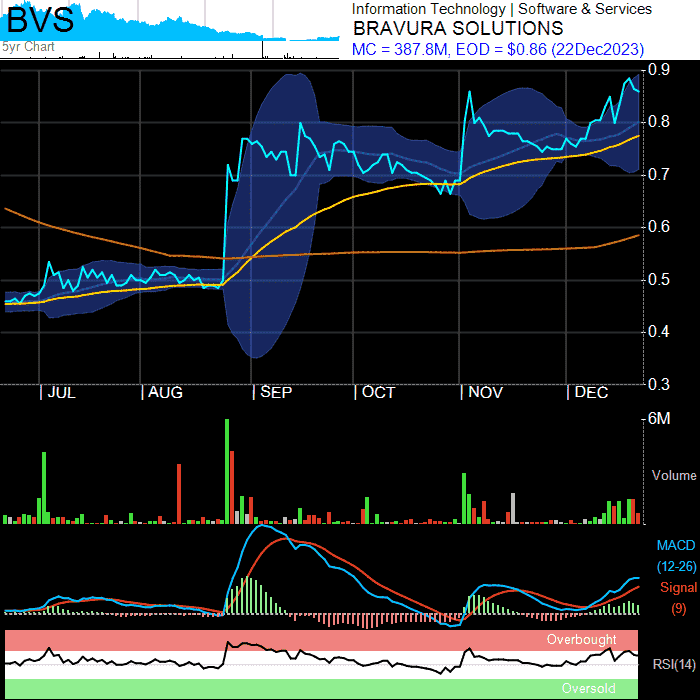 BVS
5yr Chart
Information Technology | Software & Services
BRAVURA SOLUTIONS
MC = 387.8M, EOD = $0.86 (22Dec2023)
0.9
0.8
0.7
0.6
0.5
0.4
0.3
JUL AUG SEP OCT NOV DEC
6M
Volume
MACD
(12-26)
Signal
(9)
Overbought
RSI(14)
Oversold